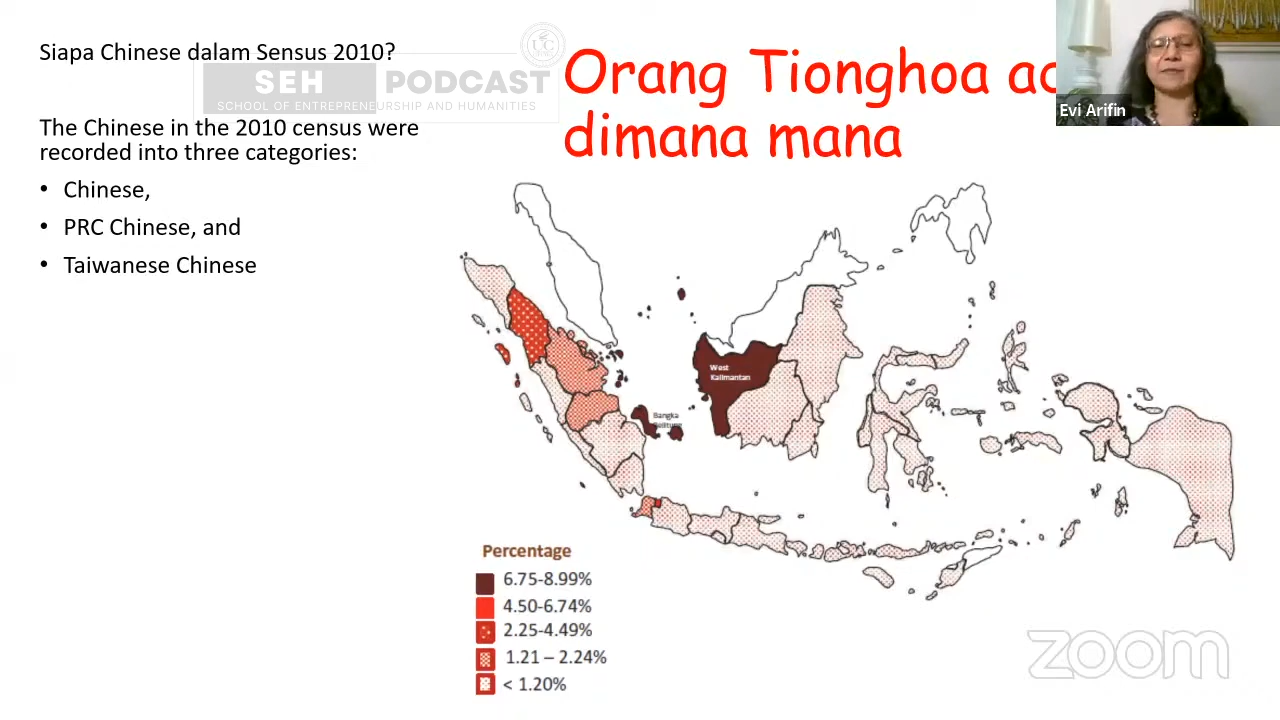 Siapa Chinese dalam Sensus 2010?
SEH PODCAST
SCHOOL OF ENTREPRENEURSHIP AND HUMANITIES
UC
The Chinese in the 2010 census were
recorded into three categories:
• Chinese,
• PRC Chinese, and
• Taiwanese Chinese
Orang Tionghoa
dimana mana
Evi Arifin
West
Kalimantan
Bangka
Belitung
Percentage
6.75-8.99%
4.50-6.74%
2.25-4.49%
1.21 – 2.24%
< 1.20%
zoom